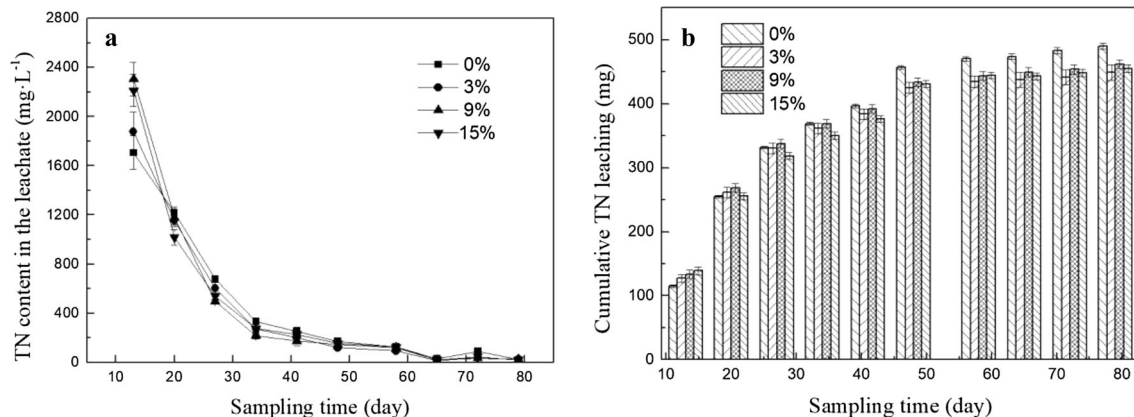 a
0%
3%
9%
15%
2800
2400
2000
1600
1200
800
400
0
10 20 30 40 50 60 70 80 90
TN content in the leachate (mg·L⁻¹)
Sampling time (day)
b
0%
3%
9%
15%
500
400
300
200
100
0
10 20 30 40 50 60 70 80
Cumulative TN leaching (mg)
Sampling time (day)